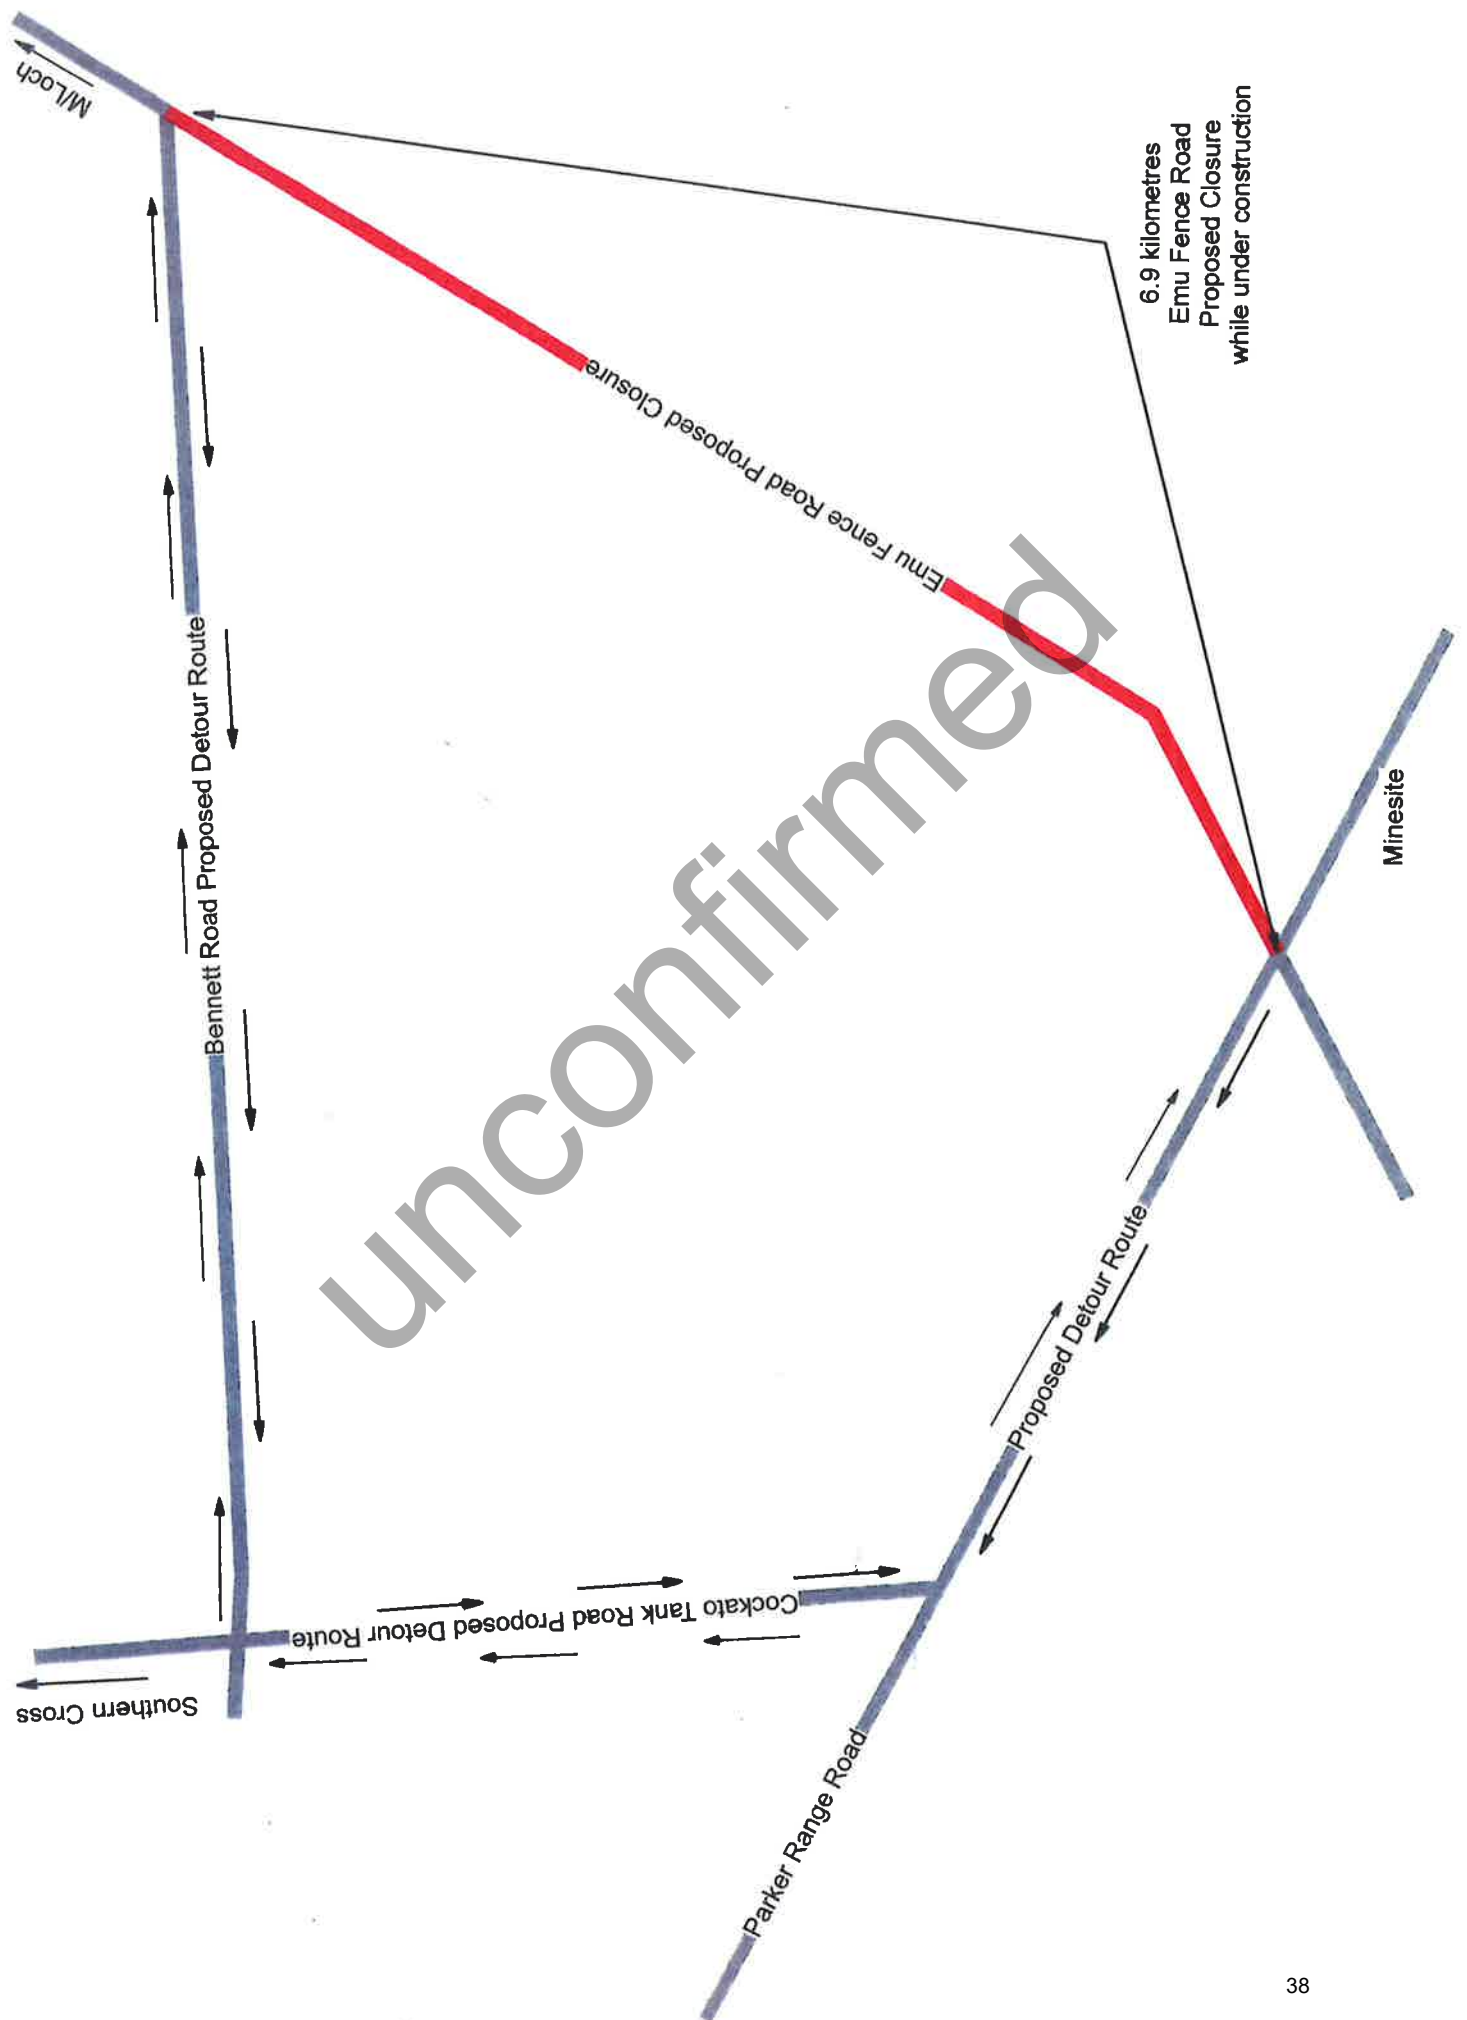 M/Loch
Bennett Road Proposed Detour Route
Emu Fence Road Proposed Closure
6.9 kilometres
Emu Fence Road
Proposed Closure
while under construction
Southern Cross
Cockato Tank Road Proposed Detour Route
Parker Range Road
Proposed Detour Route
Minesite
unconfirmed
38